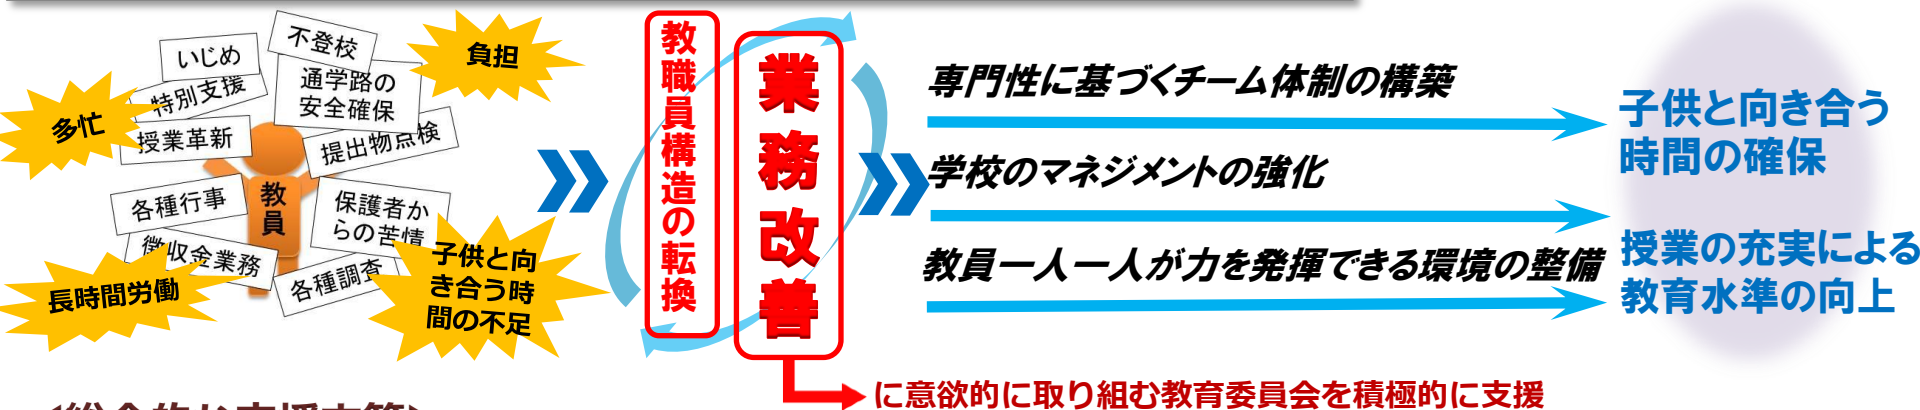 不登校
いじめ
通学路の
安全確保
特別支援
授業革新
提出物点検
負担
多忙
教員
各種行事
保護者か
らの苦情
徴収金業務
各種調査
長時間労働
子供と向
き合う時
間の不足
教職員構造の転換
業務改善
専門性に基づくチーム体制の構築
学校のマネジメントの強化
教員一人一人が力を発揮できる環境の整備
子供と向き合う
時間の確保
授業の充実による
教育水準の向上
に意欲的に取り組む教育委員会を積極的に支援